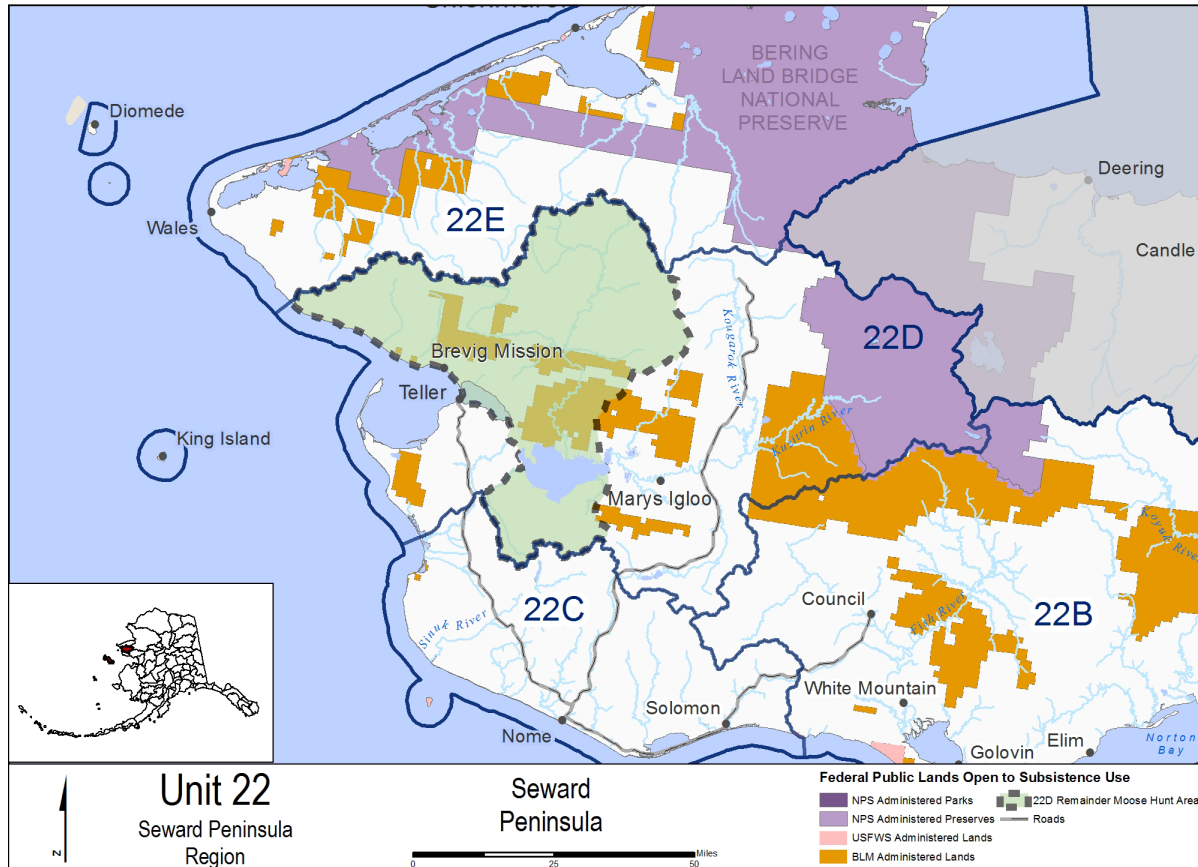 Diomede
Wales
King Island
BERING
LAND BRIDGE
NATIONAL
PRESERVE
Deering
Candle
22E
22D
Brevig Mission
Teller
Kougarok River
Kuzitrin River
Marys Igloo
Koyuk River
22C
Sinuk River
Council
Fish River
22B
White Mountain
Solomon
Nome
Golovin
Elim
Norton
Bay
N
Unit 22
Seward Peninsula
Region
Seward
Peninsula
0
25
50
Miles
Federal Public Lands Open to Subsistence Use
NPS Administered Parks
NPS Administered Preserves
USFWS Administered Lands
BLM Administered Lands
22D Remainder Moose Hunt Area
Roads